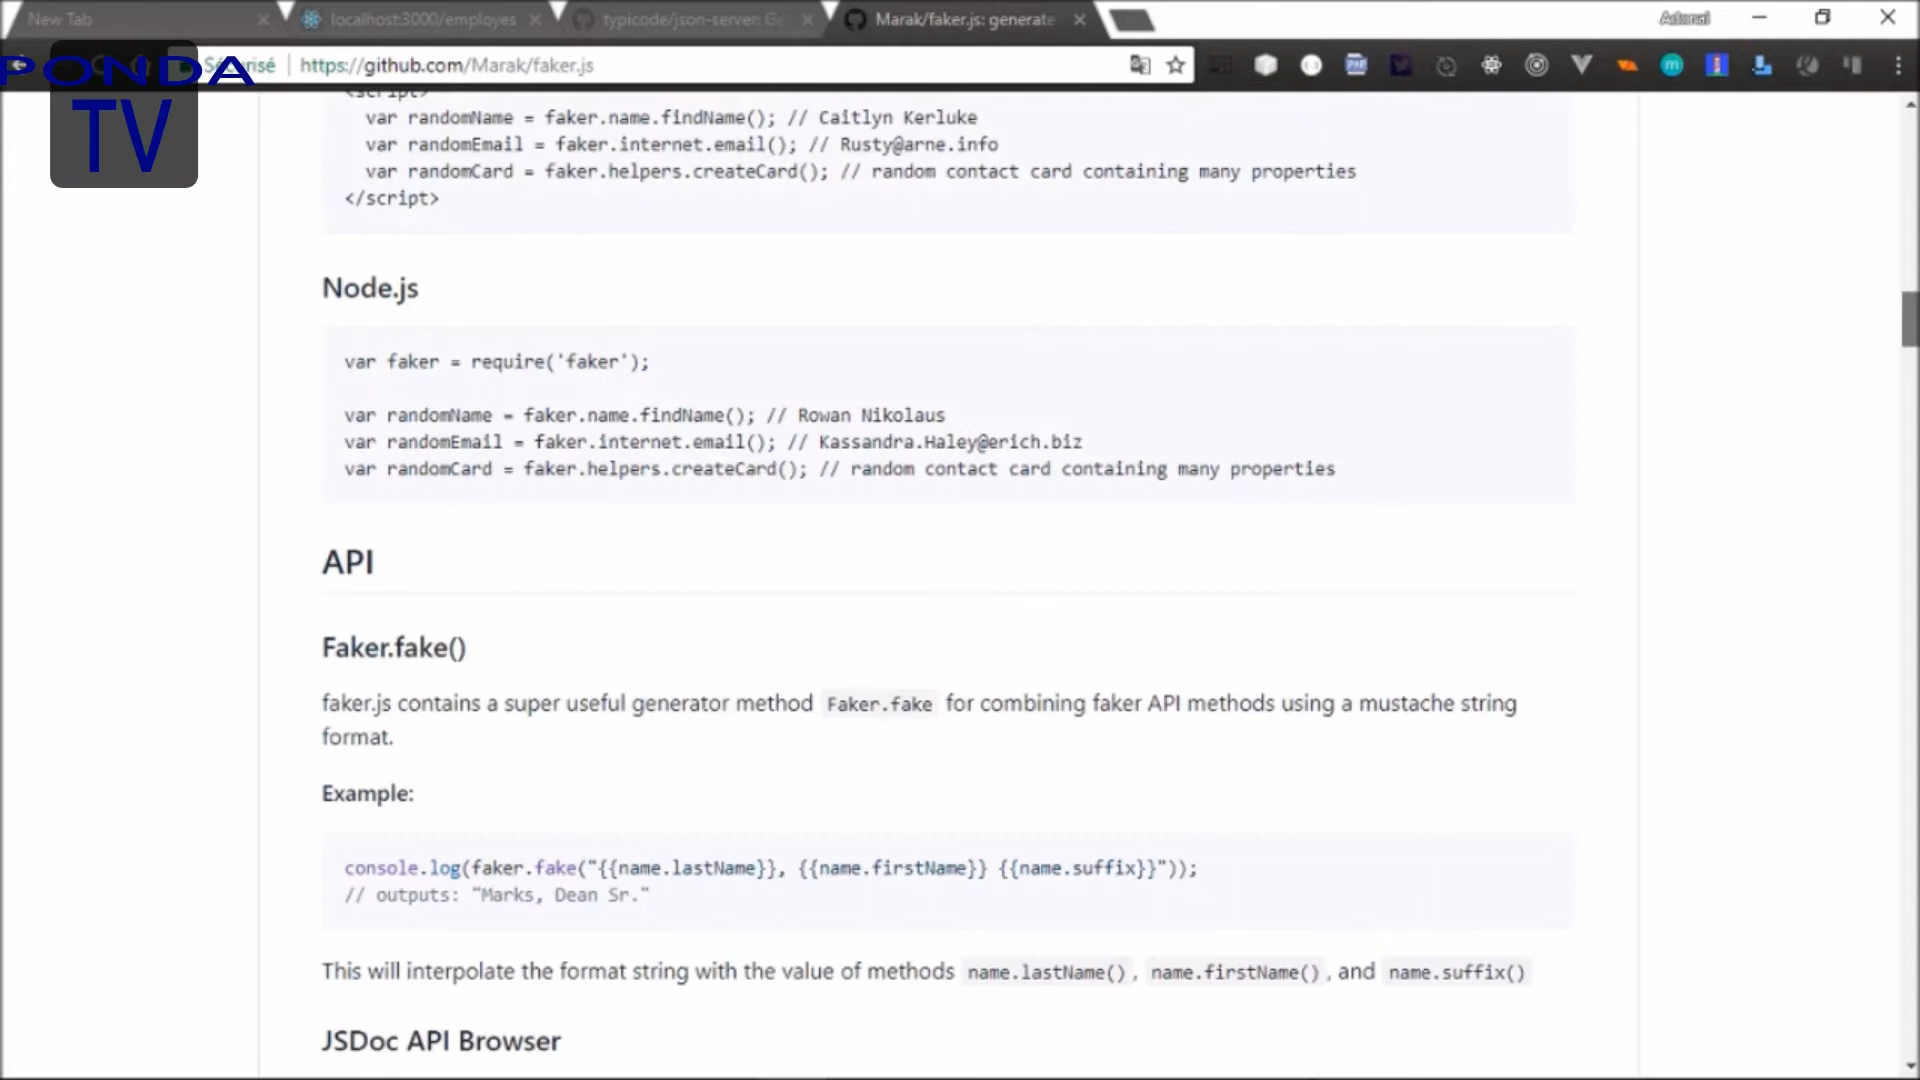 New Tab
localhost:3000/employes
typicode/json-server: Ge
Marak/faker.js: generate
Adonai
PONDA
TV
Sécurisé
https://github.com/Marak/faker.js
<script>
var randomName = faker.name.findName(); // Caitlyn Kerluke
var randomEmail = faker.internet.email(); // Rusty@arne.info
var randomCard = faker.helpers.createCard(); // random contact card containing many properties
</script>
Node.js
var faker = require('faker');
var randomName = faker.name.findName(); // Rowan Nikolaus
var randomEmail = faker.internet.email(); // Kassandra.Haley@erich.biz
var randomCard = faker.helpers.createCard(); // random contact card containing many properties
API
Faker.fake()
faker.js contains a super useful generator method Faker.fake for combining faker API methods using a mustache string
format.
Example:
console.log(faker.fake("{{name.lastName}}, {{name.firstName}} {{name.suffix}}"));
// outputs: "Marks, Dean Sr."
This will interpolate the format string with the value of methods name.lastName(), name.firstName(), and name.suffix()
JSDoc API Browser